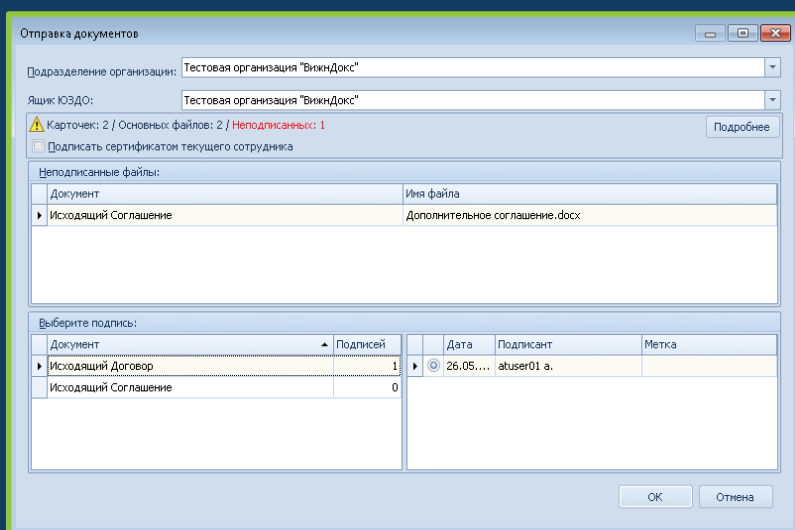 Отправка документов
Подразделение организации: Тестовая организация "ВижнДокс"
Ящик ЮЗДО: Тестовая организация "ВижнДокс"
Карточек: 2 / Основных файлов: 2 / Неподписанных: 1 Подробнее
Подписать сертификатом текущего сотрудника
Неподписанные файлы:
Документ Имя файла
Исходящий Соглашение Дополнительное соглашение.docx
Выберите подпись:
Документ Подписей Дата Подписант Метка
Исходящий Договор 1 26.05.... atuser01 a.
Исходящий Соглашение 0
OK Отмена